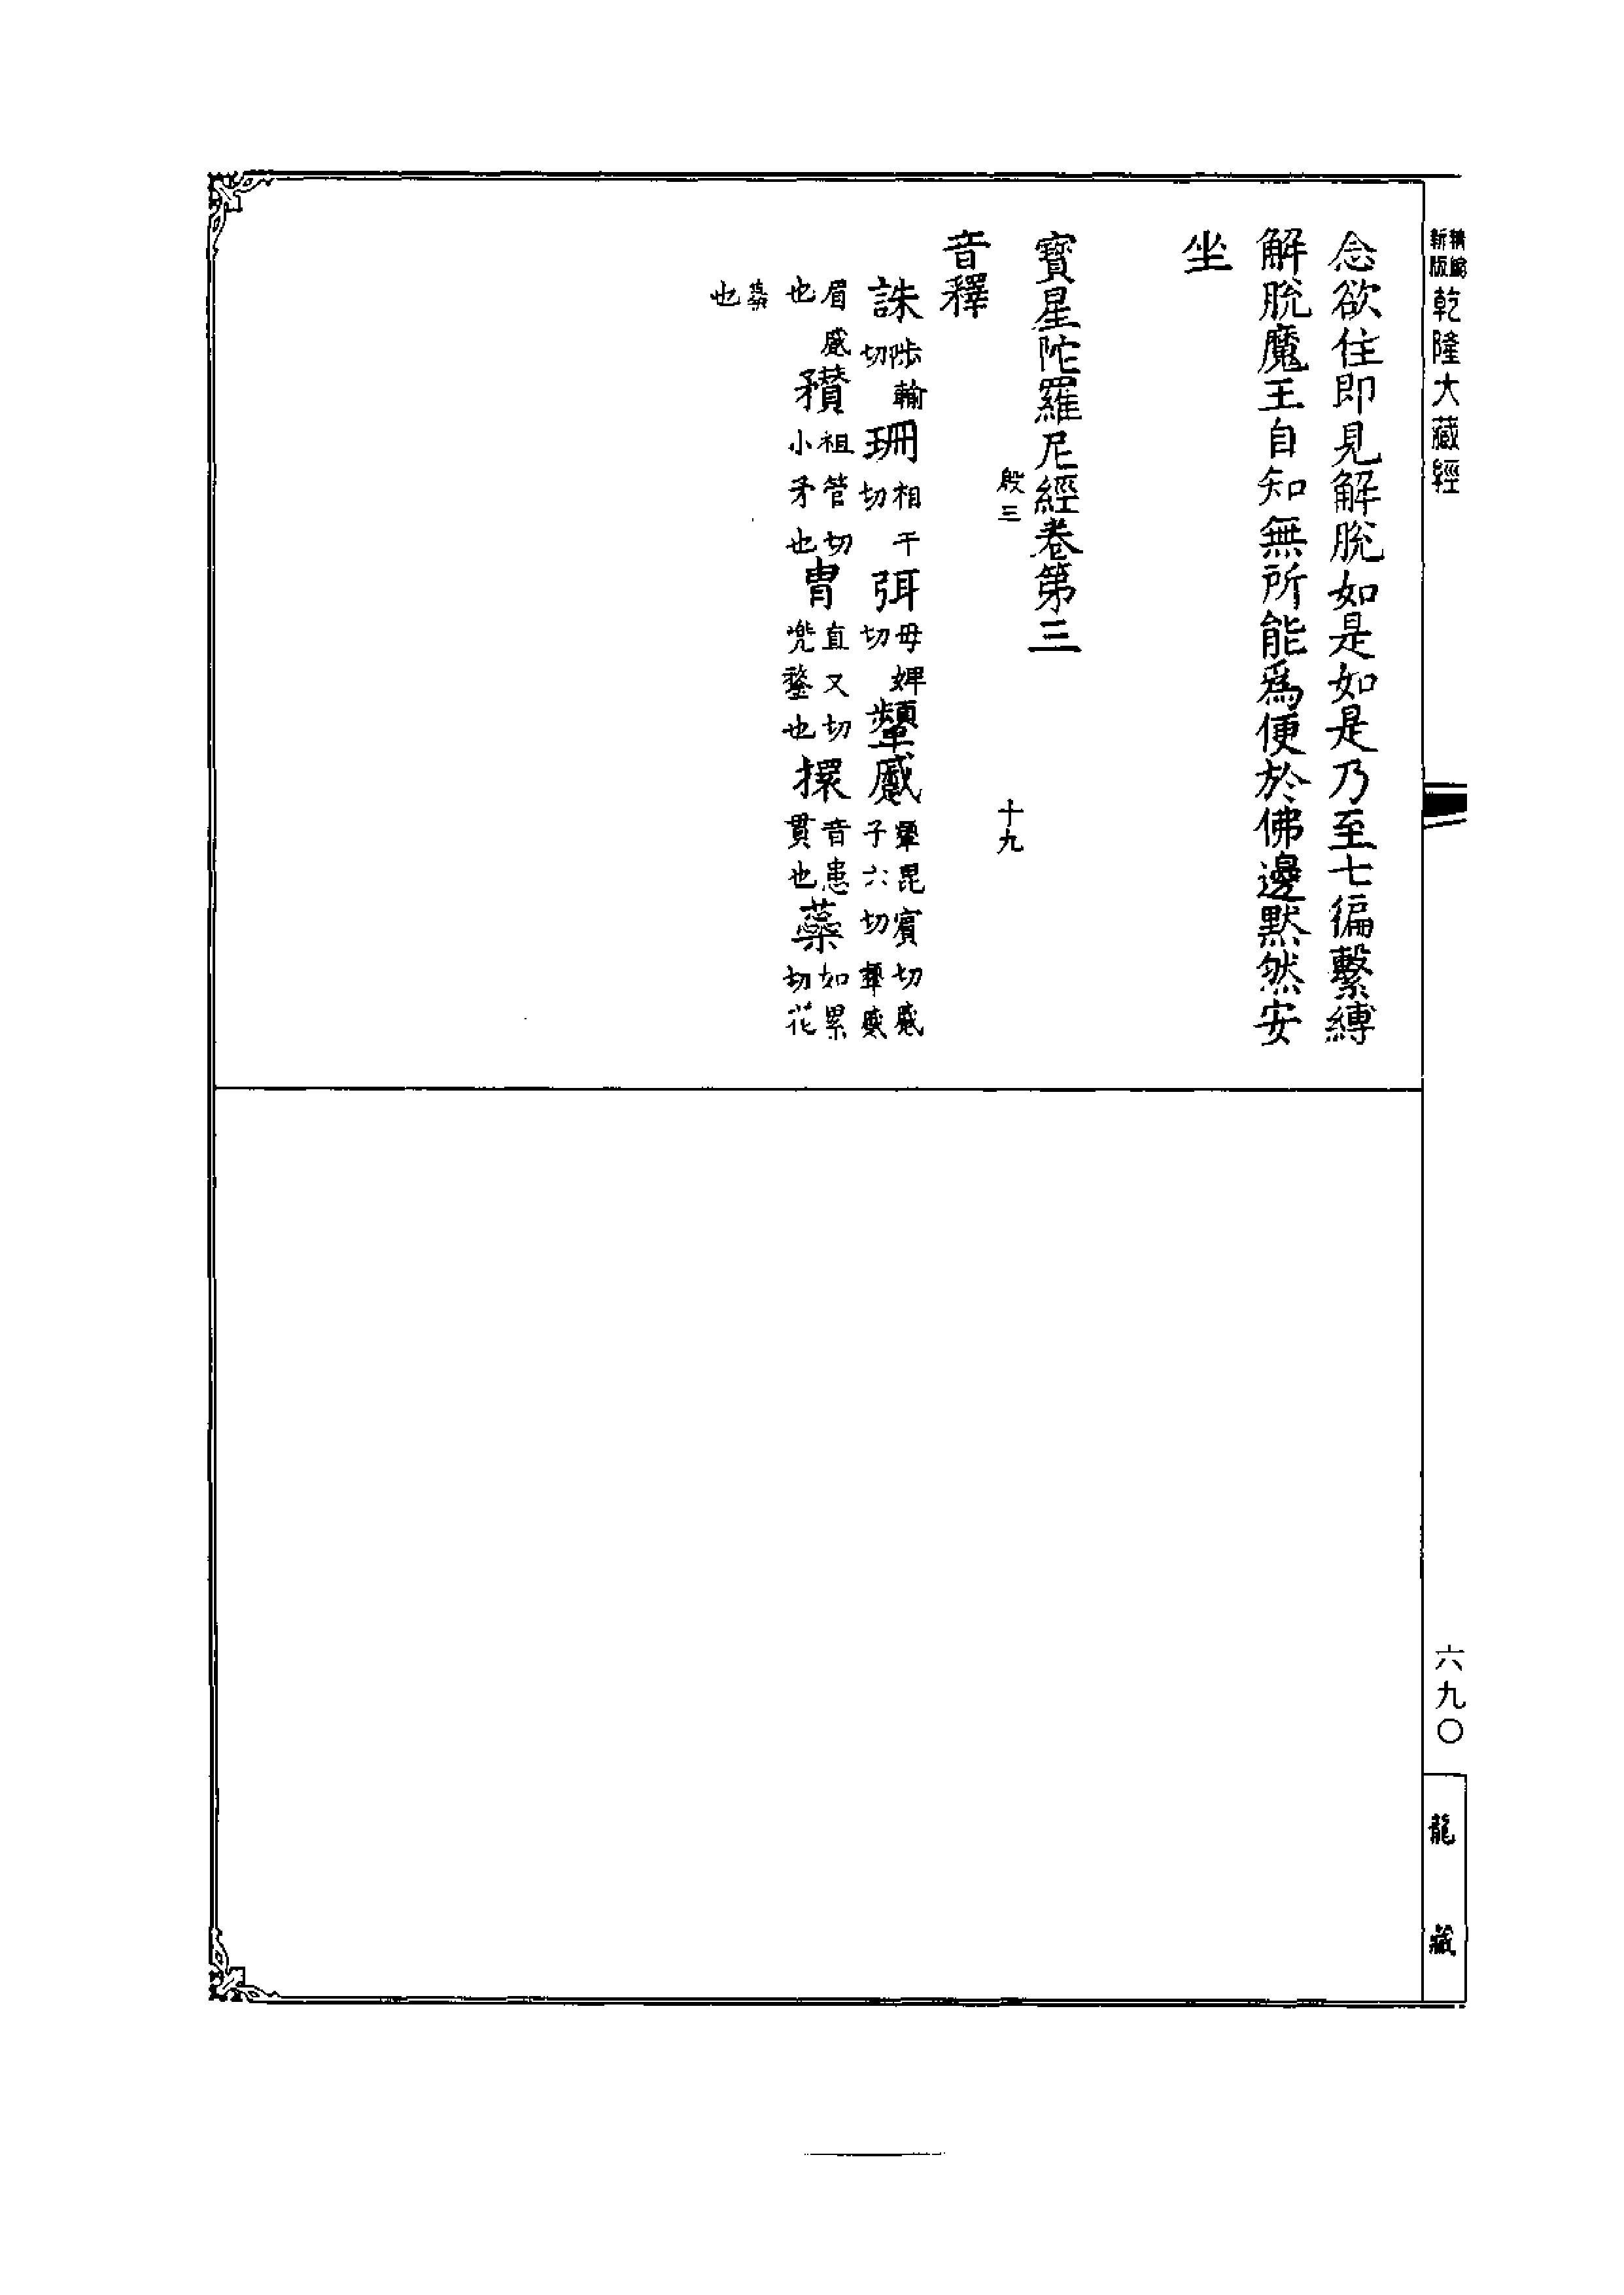 新版精縮乾隆大藏經
念欲住即見解脫如是如是乃至七徧繫縛
解脫魔王自知無所能爲便於佛邊默然安
坐
寶星陀羅尼經卷第三
殷三 十九
音釋
誅陟輸切珊相干切弭母婢切顰蹙顰毘賓切蹙子六切顰蹙
眉蹙也䂎祖管切小矛也冑直又切兜鍪也擐音患貫也蘂如累切花
蘂也
六九〇
龍藏